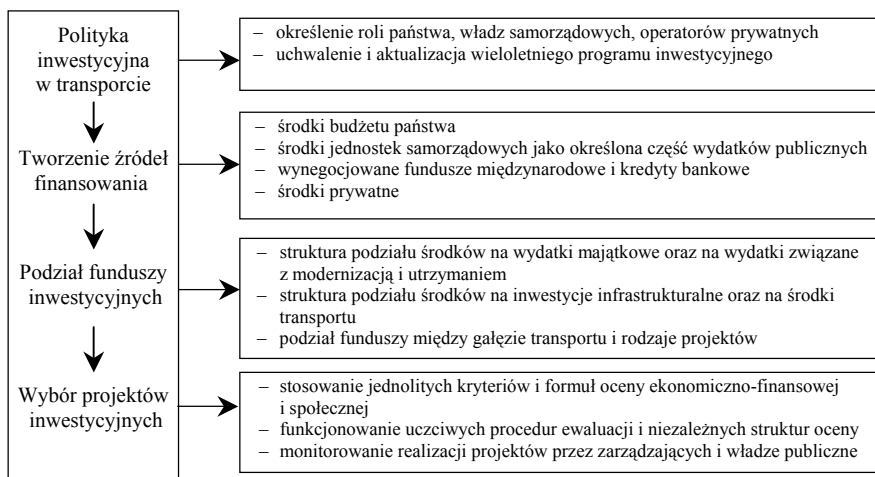 Polityka
inwestycyjna
w transporcie
– określenie roli państwa, władz samorządowych, operatorów prywatnych
– uchwalenie i aktualizacja wieloletniego programu inwestycyjnego
Tworzenie źródeł
finansowania
– środki budżetu państwa
– środki jednostek samorządowych jako określona część wydatków publicznych
– wynegocjowane fundusze międzynarodowe i kredyty bankowe
– środki prywatne
Podział funduszy
inwestycyjnych
– struktura podziału środków na wydatki majątkowe oraz na wydatki związane
z modernizacją i utrzymaniem
– struktura podziału środków na inwestycje infrastrukturalne oraz na środki
transportu
– podział funduszy między gałęzie transportu i rodzaje projektów
Wybór projektów
inwestycyjnych
– stosowanie jednolitych kryteriów i formuł oceny ekonomiczno-finansowej
i społecznej
– funkcjonowanie uczciwych procedur ewaluacji i niezależnych struktur oceny
– monitorowanie realizacji projektów przez zarządzających i władze publiczne